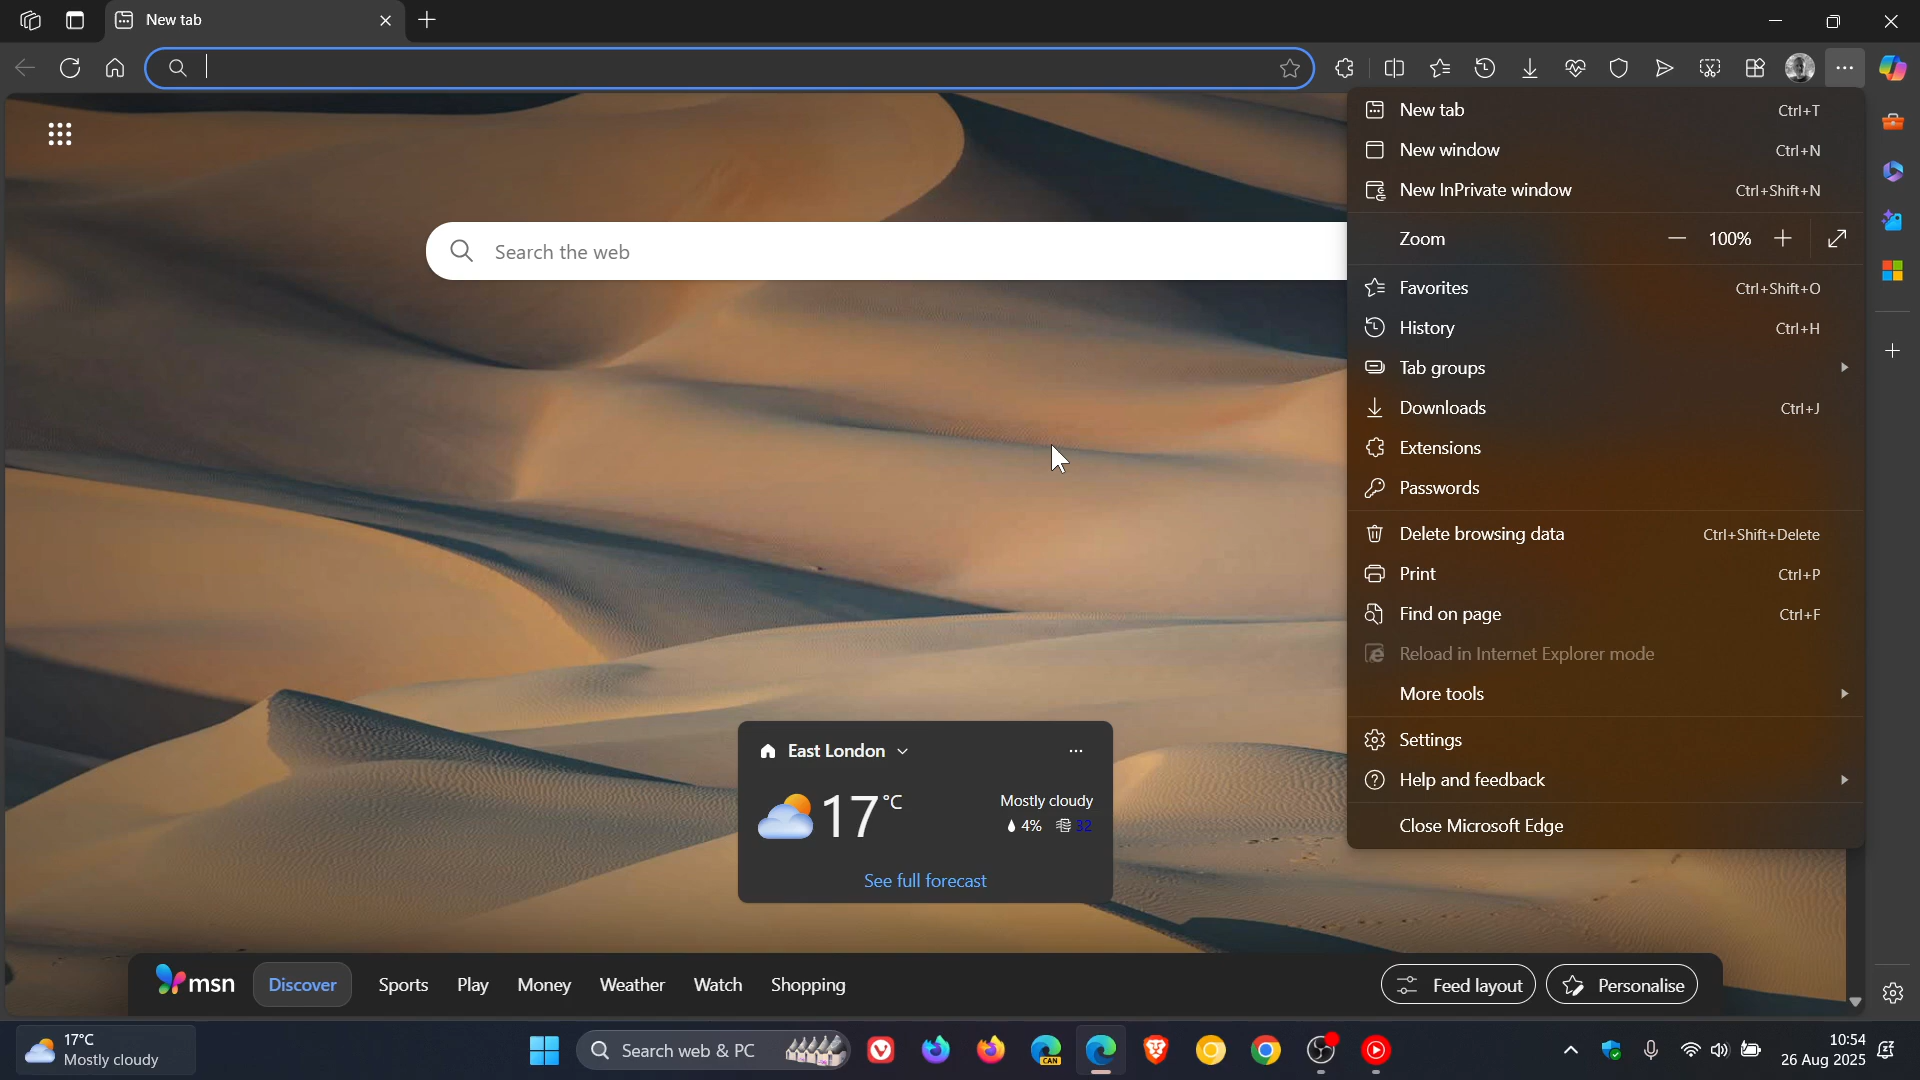 New tab
New tab Ctrl+T
New window Ctrl+N
New InPrivate window Ctrl+Shift+N
Search the web
Zoom 100%
Favorites Ctrl+Shift+O
History Ctrl+H
Tab groups
Downloads Ctrl+J
Extensions
Passwords
Delete browsing data Ctrl+Shift+Delete
Print Ctrl+P
Find on page Ctrl+F
Reload in Internet Explorer mode
More tools
Settings
Help and feedback
Close Microsoft Edge
East London
17 °C
Mostly cloudy
4% 32
See full forecast
msn Discover Sports Play Money Weather Watch Shopping Feed layout Personalise
17°C
Mostly cloudy
Search web & PC
CAN
10:54
26 Aug 2025